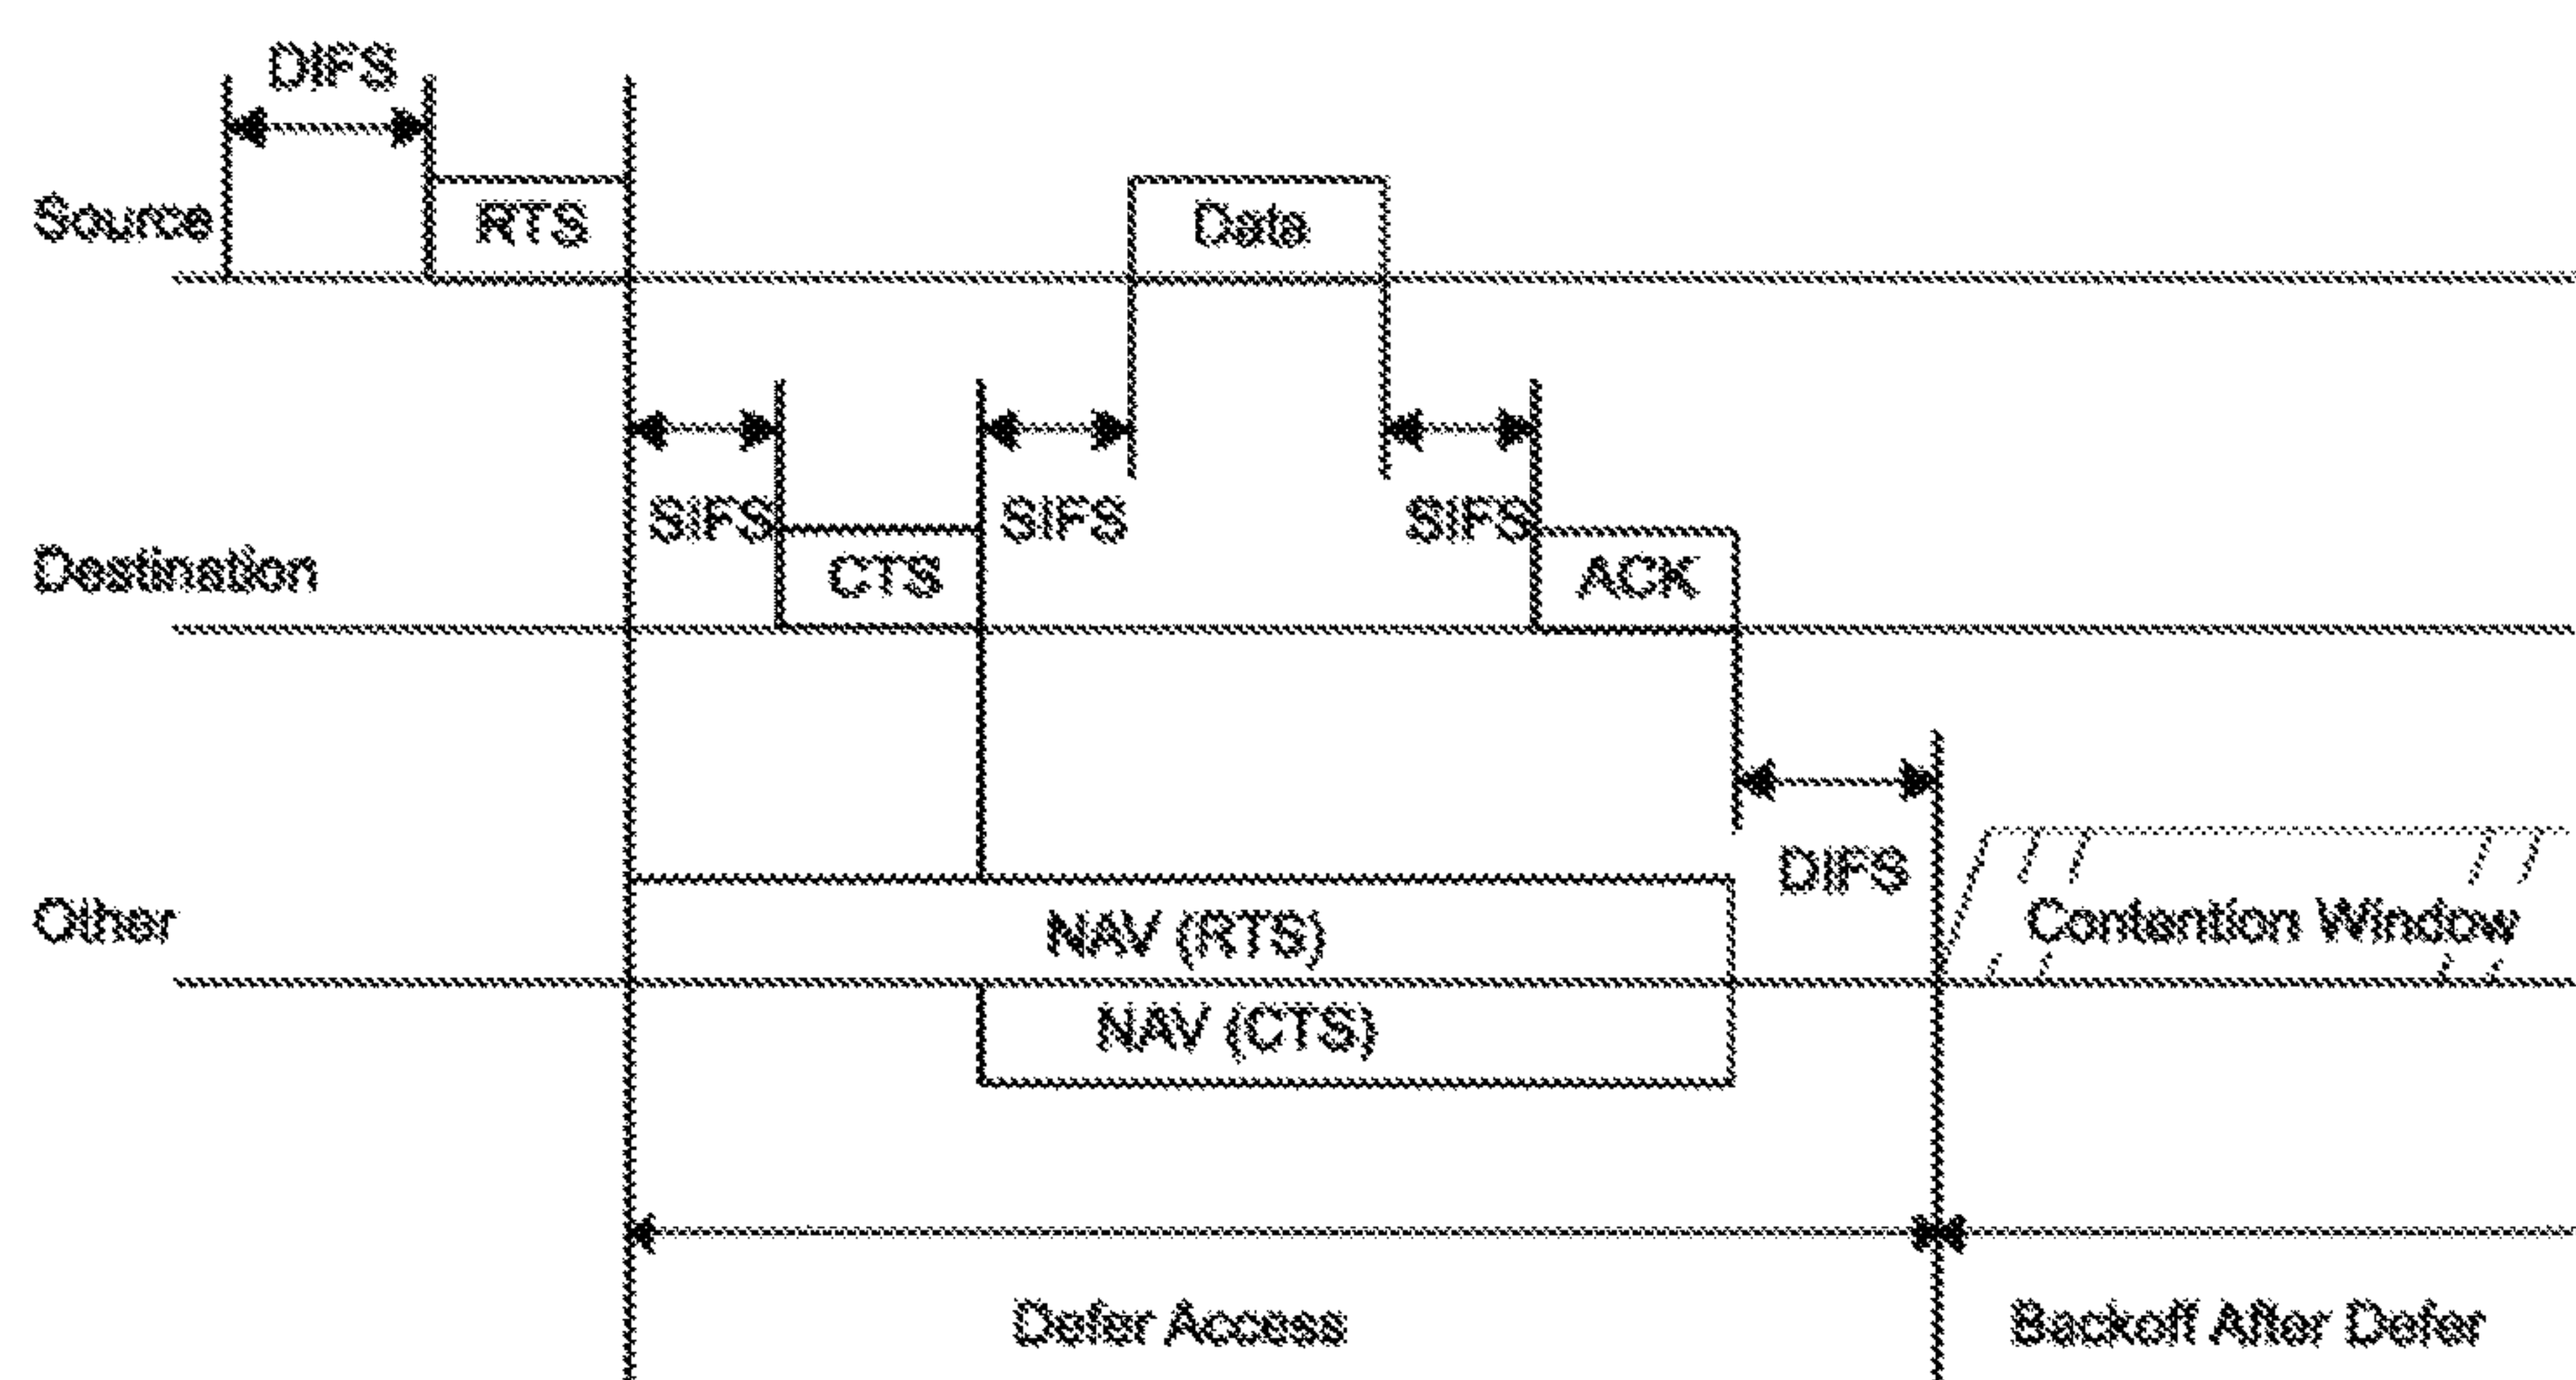 DIFS
Source
RTS
Data
SIFS
SIFS
SIFS
Destination
CTS
ACK
DIFS
Other
NAV (RTS)
Contention Window
NAV (CTS)
Defer Access
Backoff After Defer